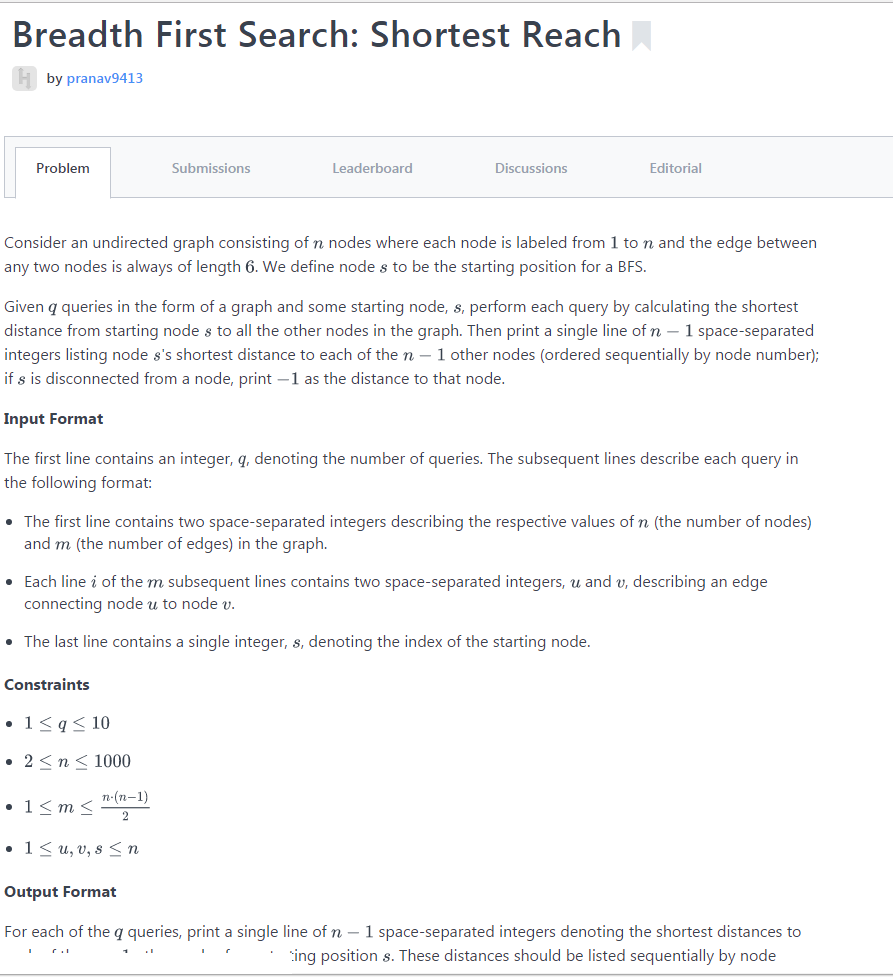 Breadth First Search: Shortest Reach
by pranav9413
Problem Submissions Leaderboard Discussions Editorial
Consider an undirected graph consisting of n nodes where each node is labeled from 1 to n and the edge between
any two nodes is always of length 6. We define node s to be the starting position for a BFS.
Given q queries in the form of a graph and some starting node, s, perform each query by calculating the shortest
distance from starting node s to all the other nodes in the graph. Then print a single line of n − 1 space-separated
integers listing node s's shortest distance to each of the n − 1 other nodes (ordered sequentially by node number);
if s is disconnected from a node, print −1 as the distance to that node.
Input Format
The first line contains an integer, q, denoting the number of queries. The subsequent lines describe each query in
the following format:
• The first line contains two space-separated integers describing the respective values of n (the number of nodes)
and m (the number of edges) in the graph.
• Each line i of the m subsequent lines contains two space-separated integers, u and v, describing an edge
connecting node u to node v.
• The last line contains a single integer, s, denoting the index of the starting node.
Constraints
• 1 ≤ q ≤ 10
• 2 ≤ n ≤ 1000
• 1 ≤ m ≤ n·(n−1)/2
• 1 ≤ u, v, s ≤ n
Output Format
For each of the q queries, print a single line of n − 1 space-separated integers denoting the shortest distances to
position s. These distances should be listed sequentially by node